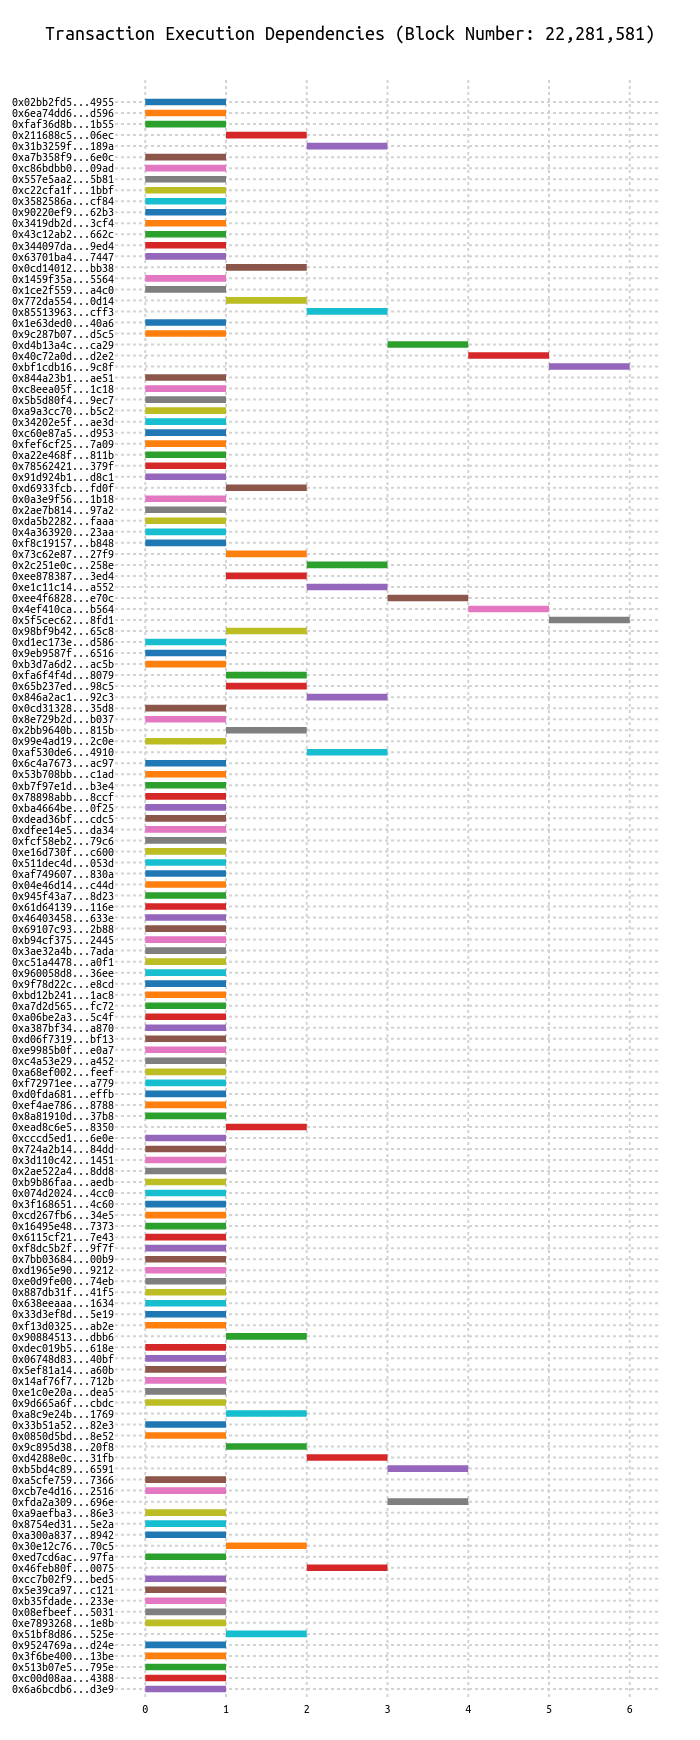 Transaction Execution Dependencies (Block Number: 22,281,581)
0x02bb2fd5...4955
0x6ea74dd6...d596
0xfaf36d8b...1b55
0x211688c5...06ec
0x31b3259f...189a
0xa7b358f9...6e0c
0xc86bdbb0...09ad
0x557e5aa2...5b81
0xc22cfa1f...1bbf
0x3582586a...cf84
0x90220ef9...62b3
0x3419db2d...3cf4
0x43c12ab2...662c
0x344097da...9ed4
0x63701ba4...7447
0x0cd14012...bb38
0x1459f35a...5564
0x1ce2f559...a4c0
0x772da554...0d14
0x85513963...cff3
0x1e63ded0...40a6
0x9c287b07...d5c5
0xd4b13a4c...ca29
0x40c72a0d...d2e2
0xbf1cdb16...9c8f
0x844a23b1...ae51
0xc8eea05f...1c18
0x5b5d80f4...9ec7
0xa9a3cc70...b5c2
0x34202e5f...ae3d
0xc60e87a5...d953
0xfef6cf25...7a09
0xa22e468f...811b
0x78562421...379f
0x91d924b1...d8c1
0xd6933fcb...fd0f
0x0a3e9f56...1b18
0x2ae7b814...97a2
0xda5b2282...faaa
0x4a363920...23aa
0xf8c19157...b848
0x73c62e87...27f9
0x2c251e0c...258e
0xee878387...3ed4
0xe1c11c14...a552
0xee4f6828...e70c
0x4ef410ca...b564
0x5f5cec62...8fd1
0x98bf9b42...65c8
0xd1ec173e...d586
0x9eb9587f...6516
0xb3d7a6d2...ac5b
0xfa6f4f4d...8079
0x65b237ed...98c5
0x846a2ac1...92c3
0x0cd31328...35d8
0x8e729b2d...b037
0x2bb9640b...815b
0x99e4ad19...2c0e
0xaf530de6...4910
0x6c4a7673...ac97
0x53b708bb...c1ad
0xb7f97e1d...b3e4
0x78898abb...8ccf
0xba4664be...0f25
0xdead36bf...cdc5
0xdfee14e5...da34
0xfcf58eb2...79c6
0xe16d730f...c600
0x511dec4d...053d
0xaf749607...830a
0x04e46d14...c44d
0x945f43a7...8d23
0x61d64139...116e
0x46403458...633e
0x69107c93...2b88
0xb94cf375...2445
0x3ae32a4b...7ada
0xc51a4478...a0f1
0x960058d8...36ee
0x9f78d22c...e8cd
0xbd12b241...1ac8
0xa7d2d565...fc72
0xa06be2a3...5c4f
0xa387bf34...a870
0xd06f7319...bf13
0xe9985b0f...e0a7
0xc4a53e29...a452
0xa68ef002...feef
0xf72971ee...a779
0xd0fda681...effb
0xef4ae786...8788
0x8a81910d...37b8
0xead8c6e5...8350
0xcccd5ed1...6e0e
0x724a2b14...84dd
0x3d110c42...1451
0x2ae522a4...8dd8
0xb9b86faa...aedb
0x074d2024...4cc0
0x3f168651...4c60
0xcd267fb6...34e5
0x16495e48...7373
0x6115cf21...7e43
0xf8dc5b2f...9f7f
0x7bb03684...00b9
0xd1965e90...9212
0xe0d9fe00...74eb
0x887db31f...41f5
0x638eeaaa...1634
0x33d3ef8d...5e19
0xf13d0325...ab2e
0x90884513...dbb6
0xdec019b5...618e
0x06748d83...40bf
0x5ef81a14...a60b
0x14af76f7...712b
0xe1c0e20a...dea5
0x9d665a6f...cbdc
0xa8c9e24b...1769
0x33b51a52...82e3
0x0850d5bd...8e52
0x9c895d38...20f8
0xd4288e0c...31fb
0xb5bd4c89...6591
0xa5cfe759...7366
0xcb7e4d16...2516
0xfda2a309...696e
0xa9aefba3...86e3
0x8754ed31...5e2a
0xa300a837...8942
0x30e12c76...70c5
0xed7cd6ac...97fa
0x46feb80f...0075
0xcc7b02f9...bed5
0x5e39ca97...c121
0xb35fdade...233e
0x08efbeef...5031
0xe7893268...1e8b
0x51bf8d86...525e
0x9524769a...d24e
0x3f6be400...13be
0x513b07e5...795e
0xc00d08aa...4388
0x6a6bcdb6...d3e9
0 1 2 3 4 5 6